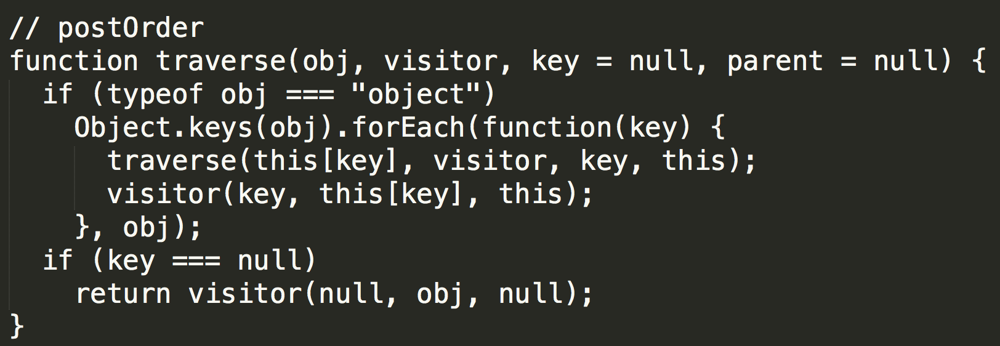 // postOrder
function traverse(obj, visitor, key = null, parent = null) {
  if (typeof obj === "object")
    Object.keys(obj).forEach(function(key) {
      traverse(this[key], visitor, key, this);
      visitor(key, this[key], this);
    }, obj);
  if (key === null)
    return visitor(null, obj, null);
}